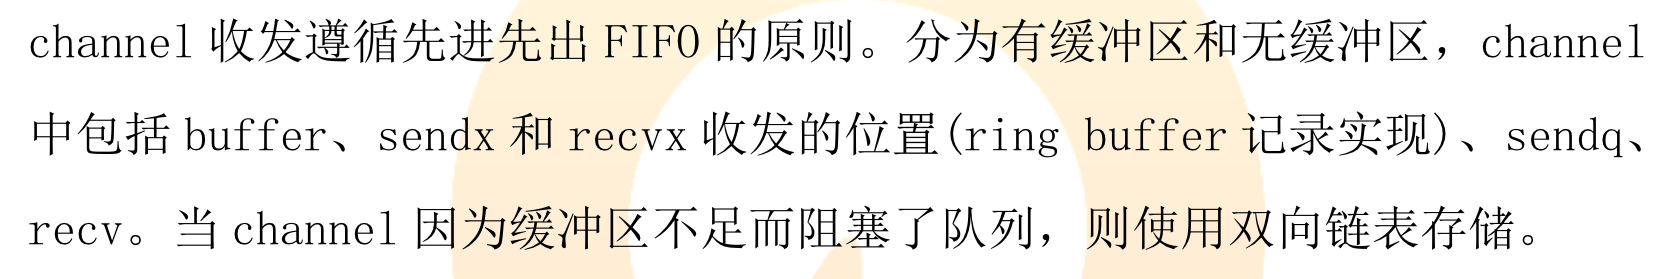 channel 收发遵循先进先出 FIFO 的原则。分为有缓冲区和无缓冲区，channel
中包括 buffer、sendx 和 recvx 收发的位置(ring buffer 记录实现)、sendq、
recv。当 channel 因为缓冲区不足而阻塞了队列，则使用双向链表存储。